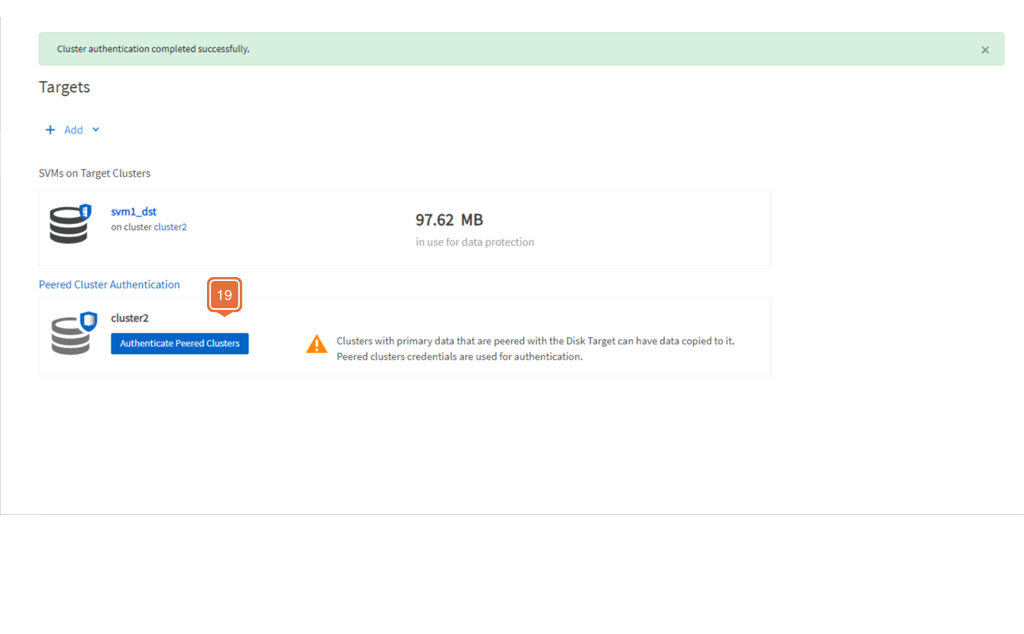 Cluster authentication completed successfully.
×
Targets
+ Add
SVMs on Target Clusters
svm1_dst
on cluster cluster2
97.62 MB
in use for data protection
Peered Cluster Authentication
19
cluster2
Authenticate Peered Clusters
Clusters with primary data that are peered with the Disk Target can have data copied to it.
Peered clusters credentials are used for authentication.